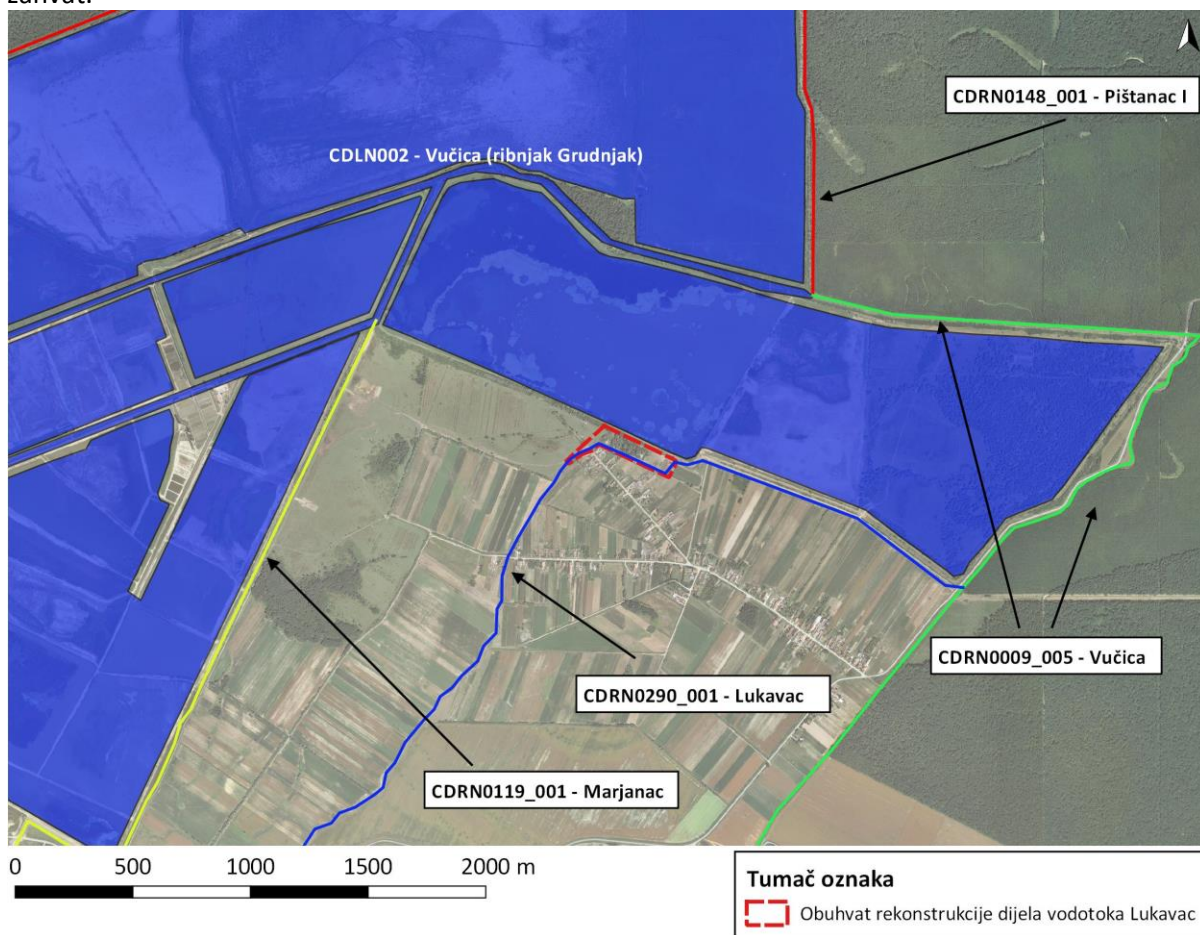 zahvat.
CDRN0148_001 - Pištanac I
CDLN002 - Vučica (ribnjak Grudnjak)
CDRN0009_005 - Vučica
CDRN0290_001 - Lukavac
CDRN0119_001 - Marjanac
0 500 1000 1500 2000 m
Tumač oznaka
Obuhvat rekonstrukcije dijela vodotoka Lukavac